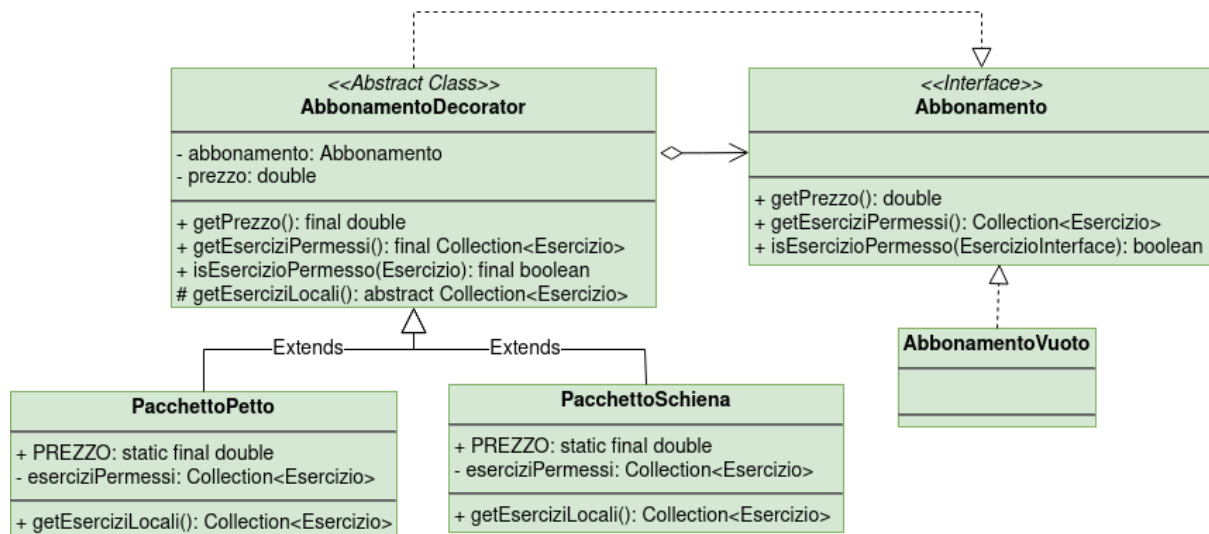 <<Abstract Class>>
AbbonamentoDecorator
- abbonamento: Abbonamento
- prezzo: double
+ getPrezzo(): final double
+ getEserciziPermessi(): final Collection<Esercizio>
+ isEsercizioPermesso(Esercizio): final boolean
# getEserciziLocali(): abstract Collection<Esercizio>
<<Interface>>
Abbonamento
+ getPrezzo(): double
+ getEserciziPermessi(): Collection<Esercizio>
+ isEsercizioPermesso(EsercizioInterface): boolean
Extends
Extends
AbbonamentoVuoto
PacchettoPetto
+ PREZZO: static final double
- eserciziPermessi: Collection<Esercizio>
+ getEserciziLocali(): Collection<Esercizio>
PacchettoSchiena
+ PREZZO: static final double
- eserciziPermessi: Collection<Esercizio>
+ getEserciziLocali(): Collection<Esercizio>